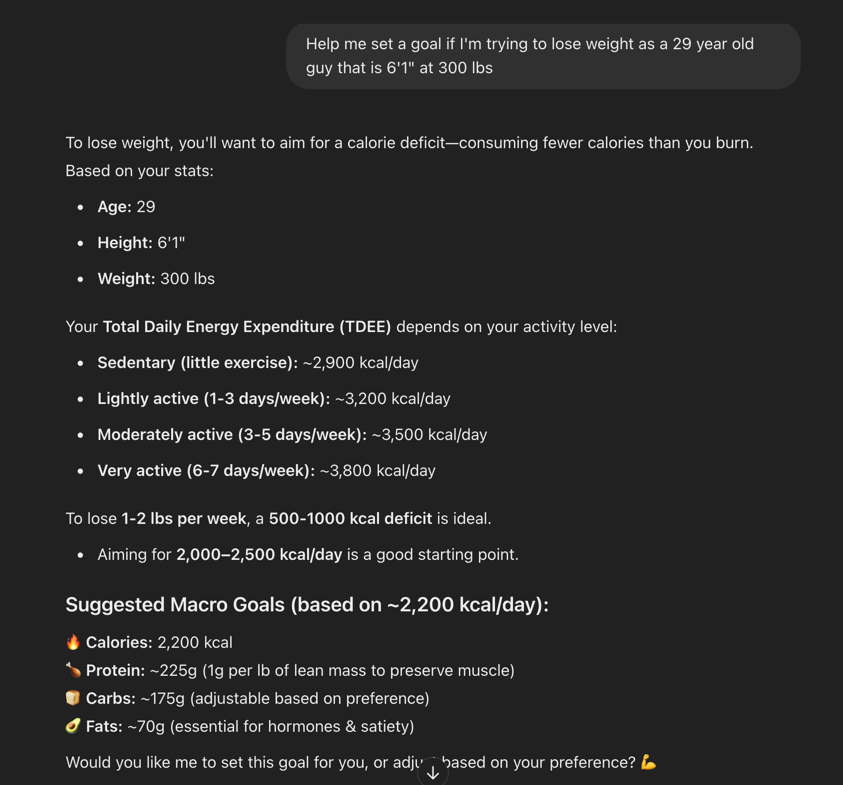 Help me set a goal if I'm trying to lose weight as a 29 year old
guy that is 6'1" at 300 lbs
To lose weight, you'll want to aim for a calorie deficit—consuming fewer calories than you burn.
Based on your stats:
• Age: 29
• Height: 6'1"
• Weight: 300 lbs
Your Total Daily Energy Expenditure (TDEE) depends on your activity level:
• Sedentary (little exercise): ~2,900 kcal/day
• Lightly active (1-3 days/week): ~3,200 kcal/day
• Moderately active (3-5 days/week): ~3,500 kcal/day
• Very active (6-7 days/week): ~3,800 kcal/day
To lose 1-2 lbs per week, a 500-1000 kcal deficit is ideal.
• Aiming for 2,000–2,500 kcal/day is a good starting point.
Suggested Macro Goals (based on ~2,200 kcal/day):
🔥 Calories: 2,200 kcal
🍗 Protein: ~225g (1g per lb of lean mass to preserve muscle)
🍞 Carbs: ~175g (adjustable based on preference)
🥑 Fats: ~70g (essential for hormones & satiety)
Would you like me to set this goal for you, or based on your preference? 💪